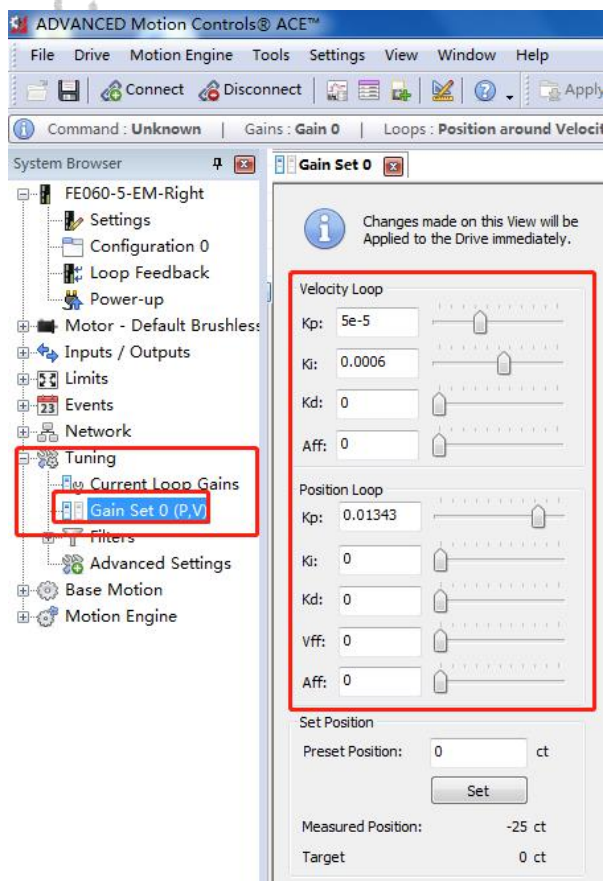 ADVANCED Motion Controls® ACE™
File Drive Motion Engine Tools Settings View Window Help
Connect Disconnect Apply
Command : Unknown | Gains : Gain 0 | Loops : Position around Velocit
System Browser
Gain Set 0
FE060-5-EM-Right
Settings
Configuration 0
Loop Feedback
Power-up
Motor - Default Brushles
Inputs / Outputs
Limits
23 Events
Network
Tuning
Current Loop Gains
Gain Set 0 (P,V)
Filters
Advanced Settings
Base Motion
Motion Engine
Changes made on this View will be
Applied to the Drive immediately.
Velocity Loop
Kp: 5e-5
Ki: 0.0006
Kd: 0
Aff: 0
Position Loop
Kp: 0.01343
Ki: 0
Kd: 0
Vff: 0
Aff: 0
Set Position
Preset Position: 0 ct
Set
Measured Position: -25 ct
Target 0 ct